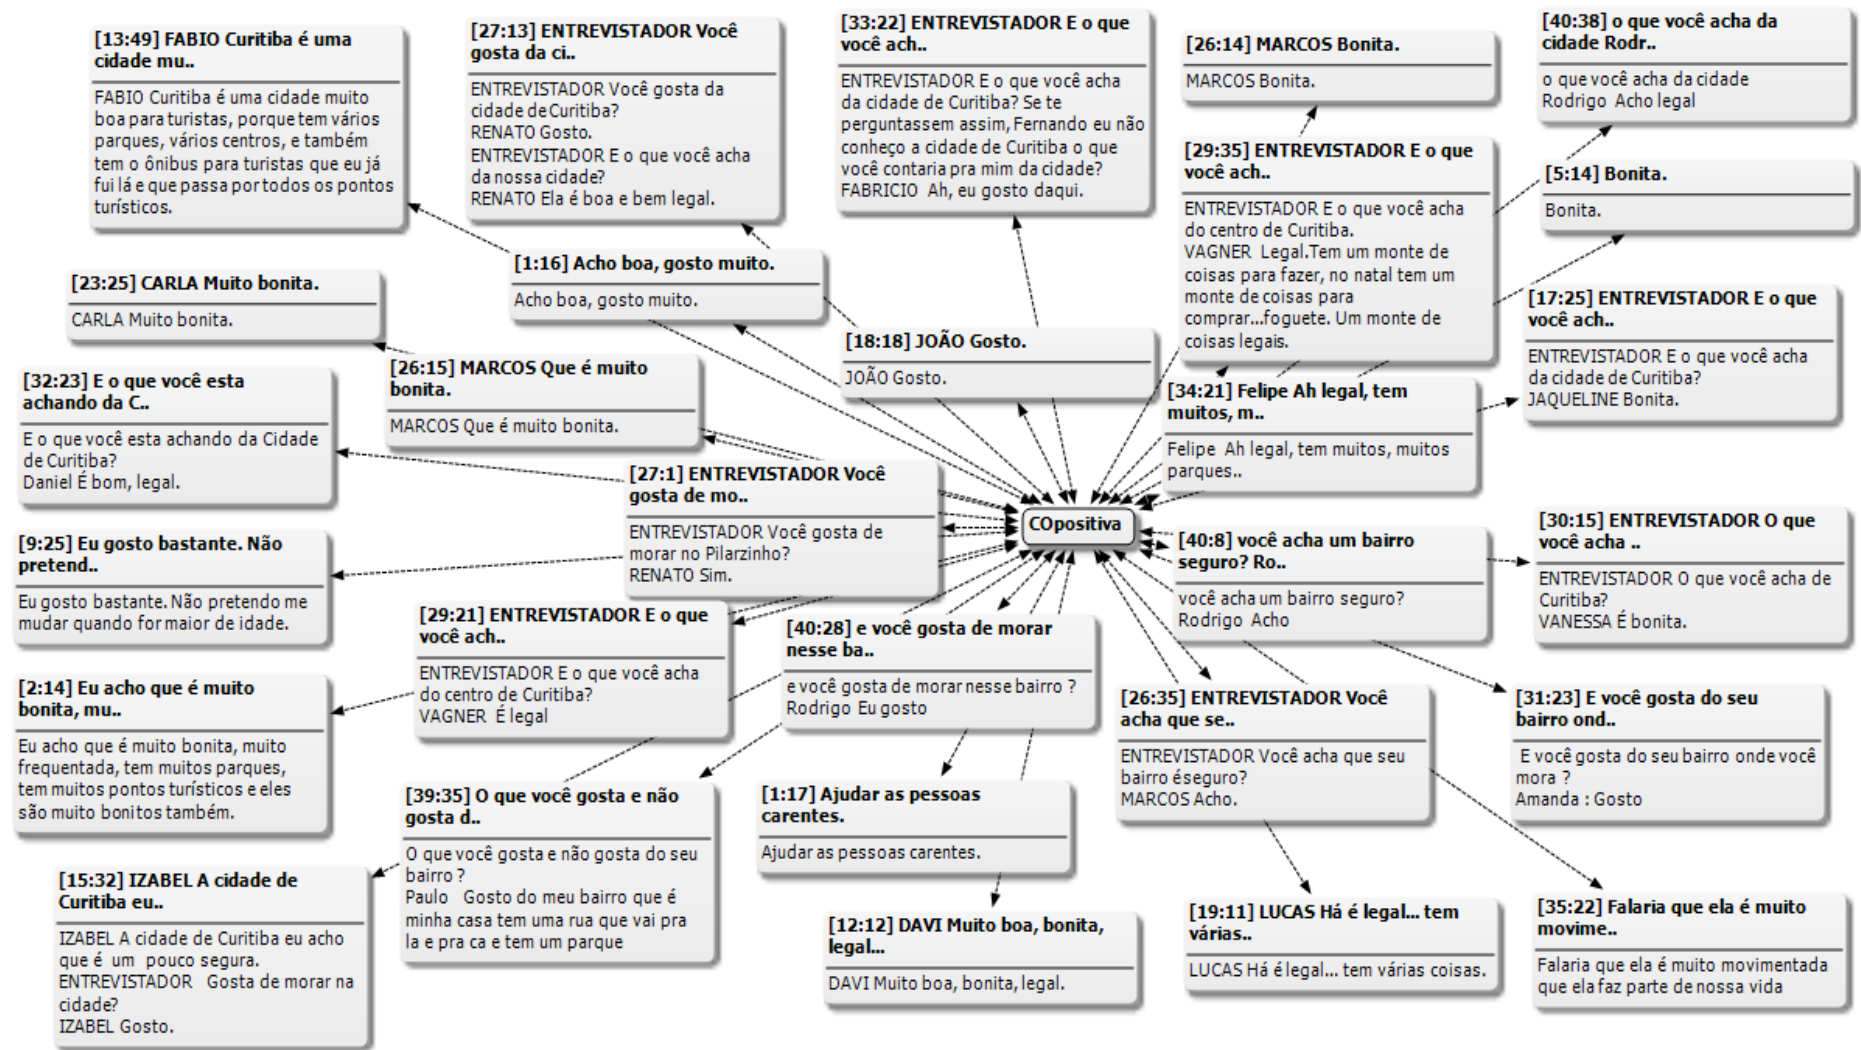 [13:49] FABIO Curitiba é uma
cidade mu..
FABIO Curitiba é uma cidade muito
boa para turistas, porque tem vários
parques, vários centros, e também
tem o ônibus para turistas que eu já
fui lá e que passa por todos os pontos
turísticos.
[27:13] ENTREVISTADOR Você
gosta da ci..
ENTREVISTADOR Você gosta da
cidade de Curitiba?
RENATO Gosto.
ENTREVISTADOR E o que você acha
da nossa cidade?
RENATO Ela é boa e bem legal.
[33:22] ENTREVISTADOR E o que
você ach..
ENTREVISTADOR E o que você acha
da cidade de Curitiba? Se te
perguntassem assim, Fernando eu não
conheço a cidade de Curitiba o que
você contaria pra mim da cidade?
FABRICIO Ah, eu gosto daqui.
[26:14] MARCOS Bonita.
MARCOS Bonita.
[40:38] o que você acha da
cidade Rodr..
o que você acha da cidade
Rodrigo Acho legal
[29:35] ENTREVISTADOR E o que
você ach..
ENTREVISTADOR E o que você acha
do centro de Curitiba.
VAGNER Legal.Tem um monte de
coisas para fazer, no natal tem um
monte de coisas para
comprar...foguete. Um monte de
coisas legais.
[5:14] Bonita.
Bonita.
[1:16] Acho boa, gosto muito.
Acho boa, gosto muito.
[23:25] CARLA Muito bonita.
CARLA Muito bonita.
[18:18] JOÃO Gosto.
JOÃO Gosto.
[17:25] ENTREVISTADOR E o que
você ach..
ENTREVISTADOR E o que você acha
da cidade de Curitiba?
JAQUELINE Bonita.
[26:15] MARCOS Que é muito
bonita.
MARCOS Que é muito bonita.
[32:23] E o que você esta
achando da C..
E o que você esta achando da Cidade
de Curitiba?
Daniel É bom, legal.
[34:21] Felipe Ah legal, tem
muitos, m..
Felipe Ah legal, tem muitos, muitos
parques..
[27:1] ENTREVISTADOR Você
gosta de mo..
ENTREVISTADOR Você gosta de
morar no Pilarzinho?
RENATO Sim.
COpositiva
[9:25] Eu gosto bastante. Não
pretend..
Eu gosto bastante. Não pretendo me
mudar quando for maior de idade.
[40:8] você acha um bairro
seguro? Ro..
você acha um bairro seguro?
Rodrigo Acho
[30:15] ENTREVISTADOR O que
você acha ..
ENTREVISTADOR O que você acha de
Curitiba?
VANESSA É bonita.
[29:21] ENTREVISTADOR E o que
você ach..
ENTREVISTADOR E o que você acha
do centro de Curitiba?
VAGNER É legal
[40:28] e você gosta de morar
nesse ba..
e você gosta de morar nesse bairro ?
Rodrigo Eu gosto
[2:14] Eu acho que é muito
bonita, mu..
Eu acho que é muito bonita, muito
frequentada, tem muitos parques,
tem muitos pontos turísticos e eles
são muito bonitos também.
[26:35] ENTREVISTADOR Você
acha que se..
ENTREVISTADOR Você acha que seu
bairro éseguro?
MARCOS Acho.
[31:23] E você gosta do seu
bairro ond..
E você gosta do seu bairro onde você
mora ?
Amanda : Gosto
[39:35] O que você gosta e não
gosta d..
O que você gosta e não gosta do seu
bairro ?
Paulo Gosto do meu bairro que é
minha casa tem uma rua que vai pra
la e pra ca e tem um parque
[1:17] Ajudar as pessoas
carentes.
Ajudar as pessoas carentes.
[15:32] IZABEL A cidade de
Curitiba eu..
IZABEL A cidade de Curitiba eu acho
que é um pouco segura.
ENTREVISTADOR Gosta de morar na
cidade?
IZABEL Gosto.
[12:12] DAVI Muito boa, bonita,
legal...
DAVI Muito boa, bonita, legal.
[19:11] LUCAS Há é legal... tem
várias..
LUCAS Há é legal... tem várias coisas.
[35:22] Falaria que ela é muito
movime..
Falaria que ela é muito movimentada
que ela faz parte de nossa vida